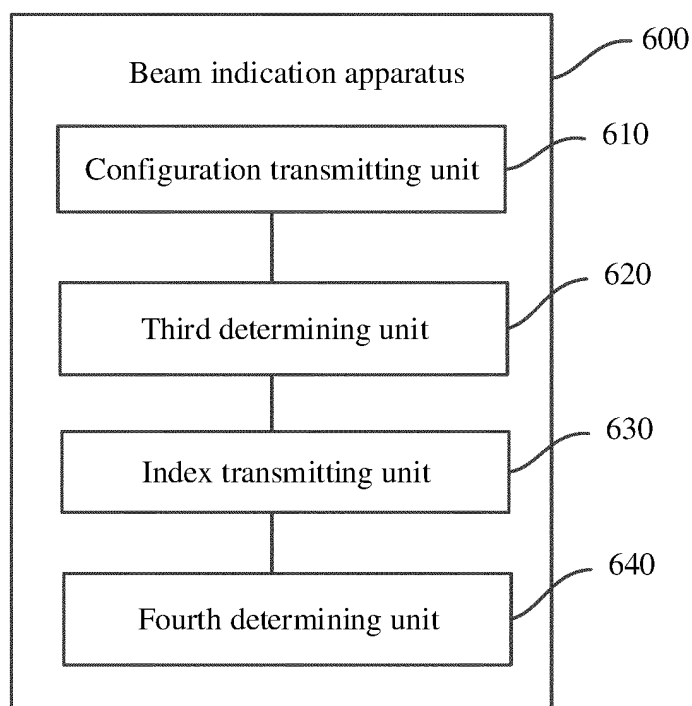 600
Beam indication apparatus
610
Configuration transmitting unit
620
Third determining unit
630
Index transmitting unit
640
Fourth determining unit